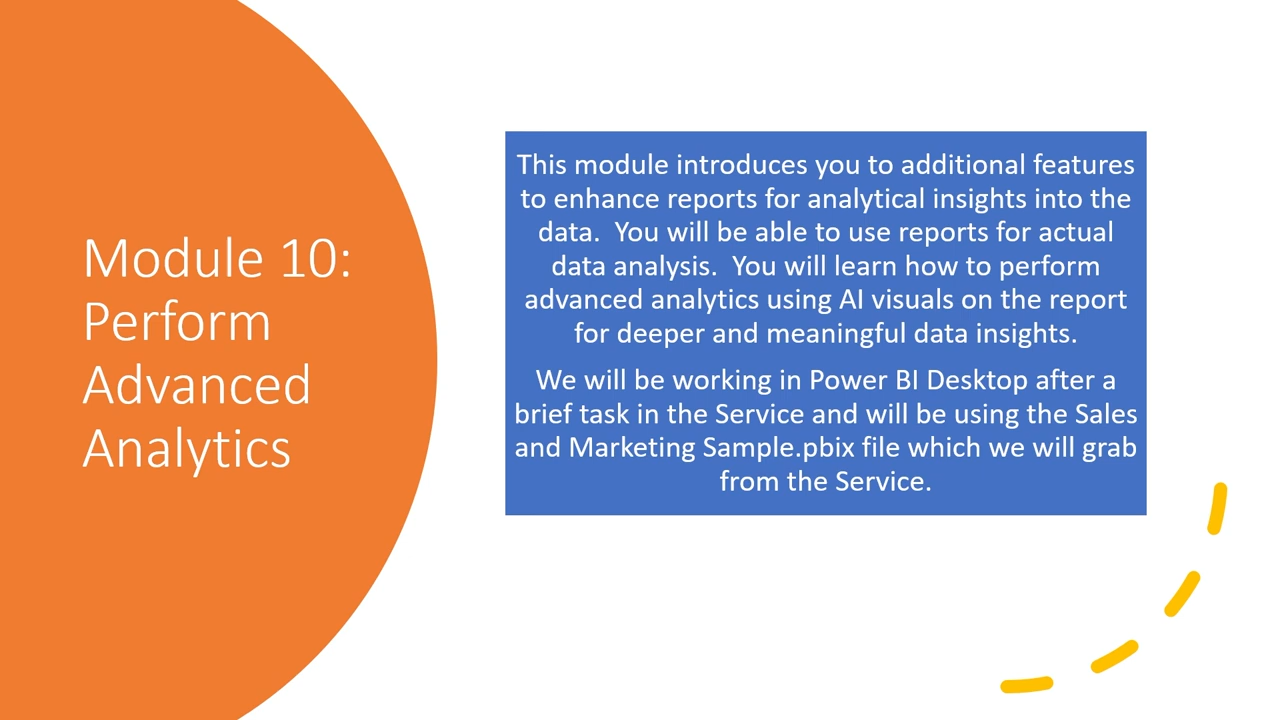 Module 10:
Perform
Advanced
Analytics
This module introduces you to additional features
to enhance reports for analytical insights into the
data.  You will be able to use reports for actual
data analysis.  You will learn how to perform
advanced analytics using AI visuals on the report
for deeper and meaningful data insights.
We will be working in Power BI Desktop after a
brief task in the Service and will be using the Sales
and Marketing Sample.pbix file which we will grab
from the Service.